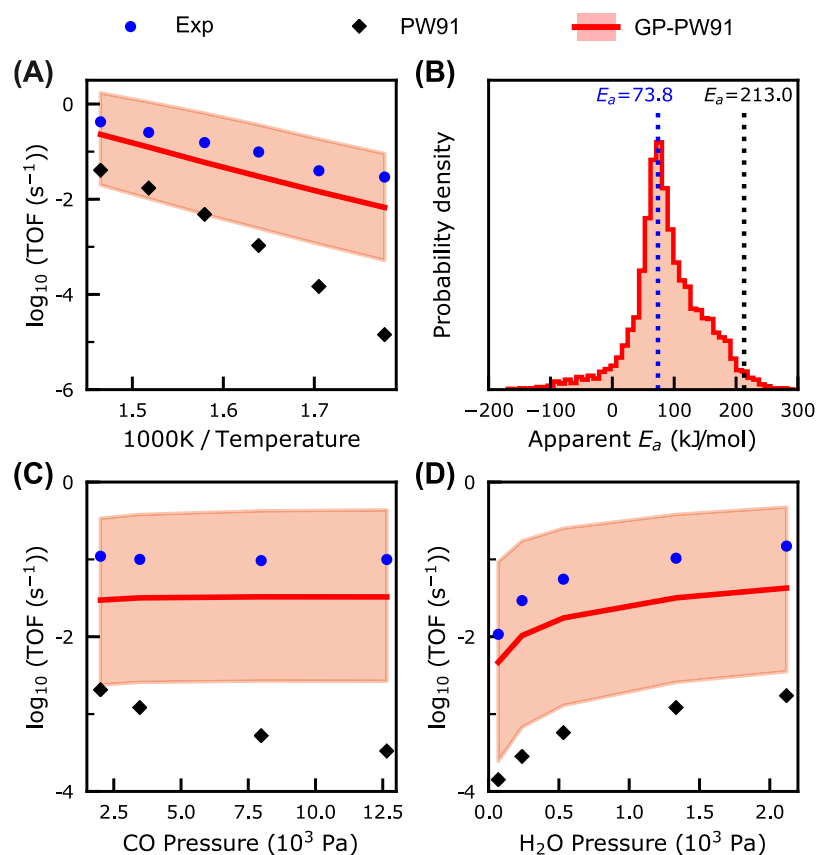 Exp PW91 GP-PW91
(A)
0
-2
-4
-6
log₁₀ (TOF (s⁻¹))
1.5 1.6 1.7
1000K / Temperature
(B)
Eₐ=73.8 Eₐ=213.0
Probability density
−200 −100 0 100 200 300
Apparent Eₐ (kJ/mol)
(C)
0
-2
-4
log₁₀ (TOF (s⁻¹))
2.5 5.0 7.5 10.0 12.5
CO Pressure (10³ Pa)
(D)
0
-2
-4
log₁₀ (TOF (s⁻¹))
0.0 0.5 1.0 1.5 2.0
H₂O Pressure (10³ Pa)